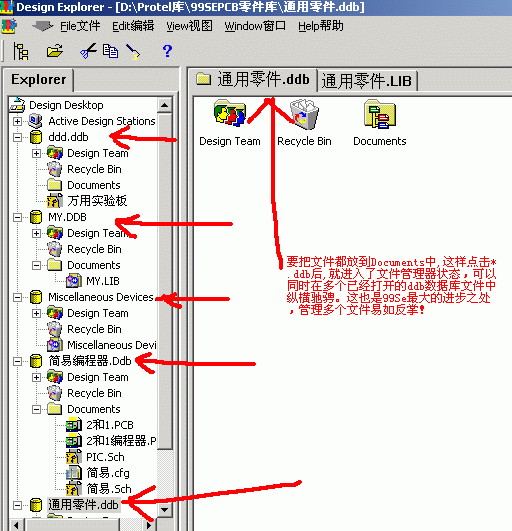 Design Explorer - [D:\Protel库\99SEPCB零件库\通用零件.ddb]
File文件 Edit编辑 View视图 Window窗口 Help帮助
Explorer
通用零件.ddb 通用零件.LIB
Design Desktop
Active Design Stations
ddd.ddb
Design Team
Recycle Bin
Documents
万用实验板
MY.DDB
Design Team
Recycle Bin
Documents
MY.LIB
Miscellaneous Devices
Design Team
Recycle Bin
Miscellaneous Devi
简易编程器.Ddb
Design Team
Recycle Bin
Documents
2和1.PCB
2和1编程器.P
PIC.Sch
简易.cfg
简易.Sch
通用零件.ddb
Design Team Recycle Bin Documents
要把文件都放到Documents中,这样点击*
.ddb后,就进入了文件管理器状态，可以
同时在多个已经打开的ddb数据库文件中
纵横驰骋。这也是99Se最大的进步之处
，管理多个文件易如反掌!